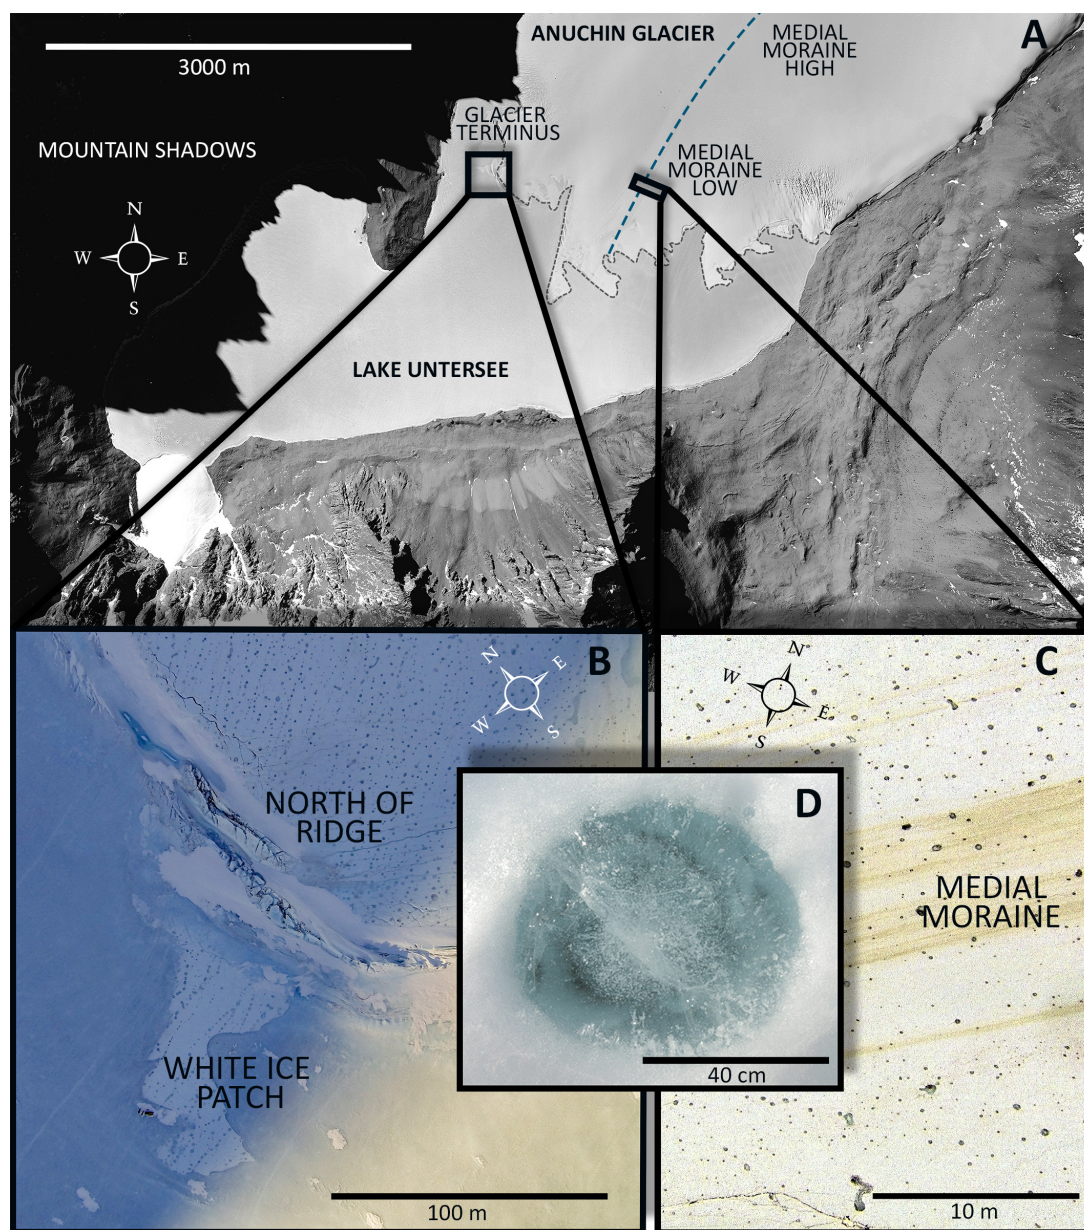 ANUCHIN GLACIER
MEDIAL
MORAINE
HIGH
A
3000 m
GLACIER
TERMINUS
MOUNTAIN SHADOWS
MEDIAL
MORAINE
LOW
N
W E
S
LAKE UNTERSEE
B
N E
W S
NORTH OF
RIDGE
WHITE ICE
PATCH
100 m
C
N
W E
S
MEDIAL
MORAINE
10 m
D
40 cm